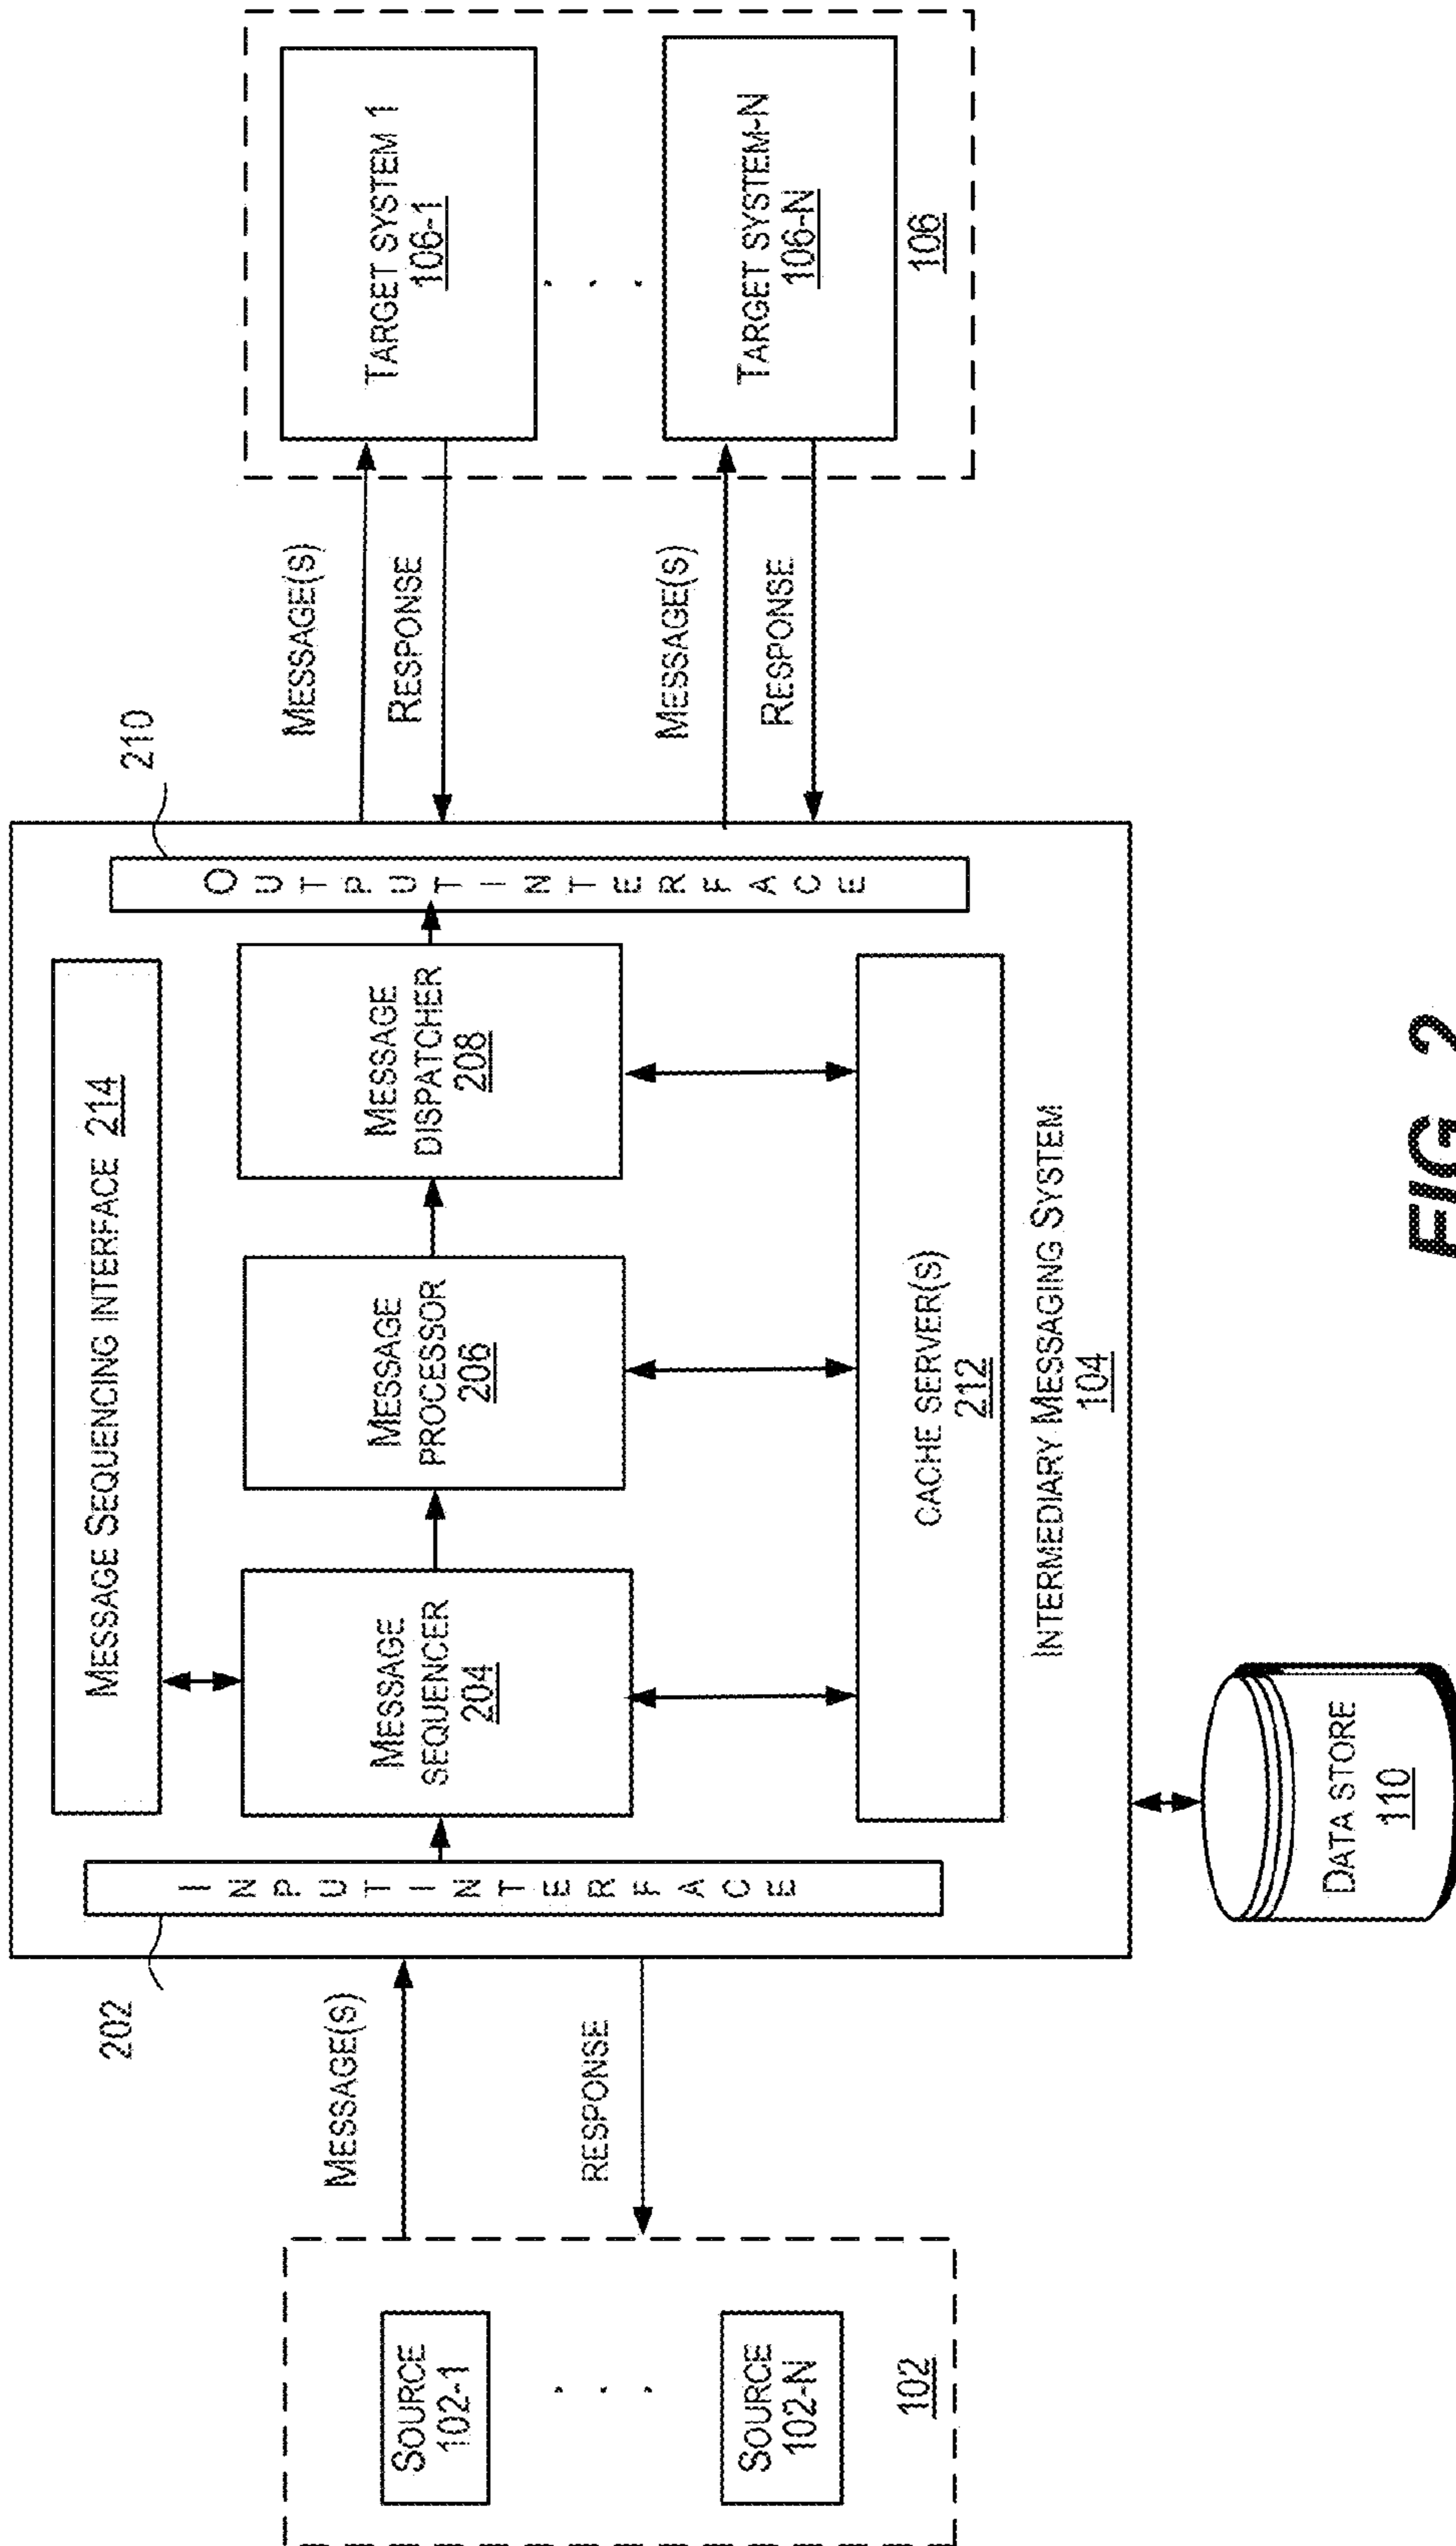 SOURCE
102-1
. . .
SOURCE
102-N
102
MESSAGE(S)
RESPONSE
202
INPUT INTERFACE
MESSAGE SEQUENCING INTERFACE 214
MESSAGE
SEQUENCER
204
MESSAGE
PROCESSOR
206
MESSAGE
DISPATCHER
208
CACHE SERVER(S)
212
INTERMEDIARY MESSAGING SYSTEM
104
OUTPUT INTERFACE
210
DATA STORE
110
MESSAGE(S)
RESPONSE
MESSAGE(S)
RESPONSE
TARGET SYSTEM 1
106-1
. . .
TARGET SYSTEM-N
106-N
106
FIG. 2